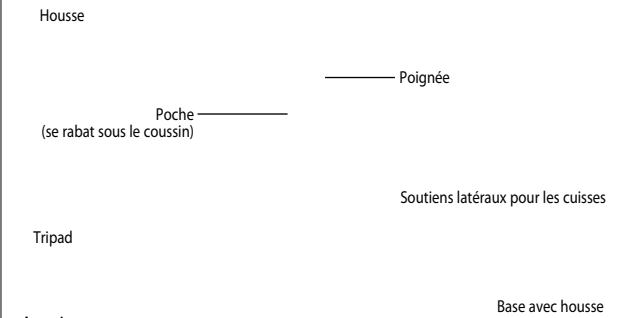 Housse
Poignée
Poche
(se rabat sous le coussin)
Soutiens latéraux pour les cuisses
Tripad
Base avec housse